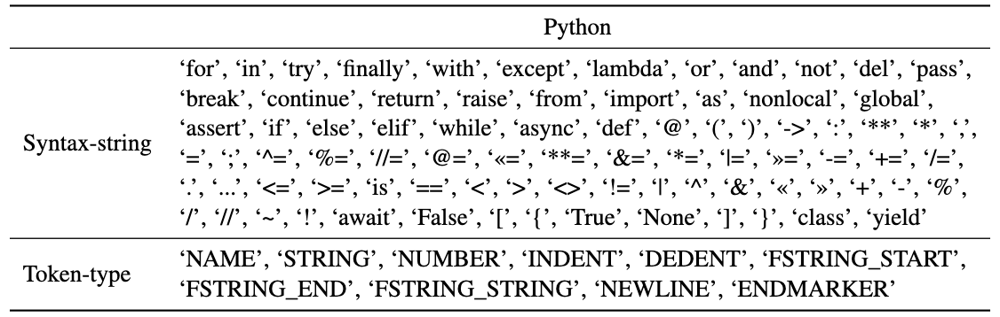 Python
‘for’, ‘in’, ‘try’, ‘finally’, ‘with’, ‘except’, ‘lambda’, ‘or’, ‘and’, ‘not’, ‘del’, ‘pass’,
‘break’, ‘continue’, ‘return’, ‘raise’, ‘from’, ‘import’, ‘as’, ‘nonlocal’, ‘global’,
‘assert’, ‘if’, ‘else’, ‘elif’, ‘while’, ‘async’, ‘def’, ‘@’, ‘(’, ‘)’, ‘->’, ‘:’, ‘**’, ‘*’, ‘,’,
Syntax-string
‘=’, ‘;’, ‘^=’, ‘%=’, ‘//=’, ‘@=’, ‘«=’, ‘**=’, ‘&=’, ‘*=’, ‘|=’, ‘»=’, ‘-=’, ‘+=’, ‘/=’,
‘.’, ‘...’, ‘<=’, ‘>=’, ‘is’, ‘==’, ‘<’, ‘>’, ‘<>’, ‘!=’, ‘|’, ‘^’, ‘&’, ‘«’, ‘»’, ‘+’, ‘-’, ‘%’,
‘/’, ‘//’, ‘~’, ‘!’, ‘await’, ‘False’, ‘[’, ‘{’, ‘True’, ‘None’, ‘]’, ‘}’, ‘class’, ‘yield’
Token-type
‘NAME’, ‘STRING’, ‘NUMBER’, ‘INDENT’, ‘DEDENT’, ‘FSTRING_START’,
‘FSTRING_END’, ‘FSTRING_STRING’, ‘NEWLINE’, ‘ENDMARKER’